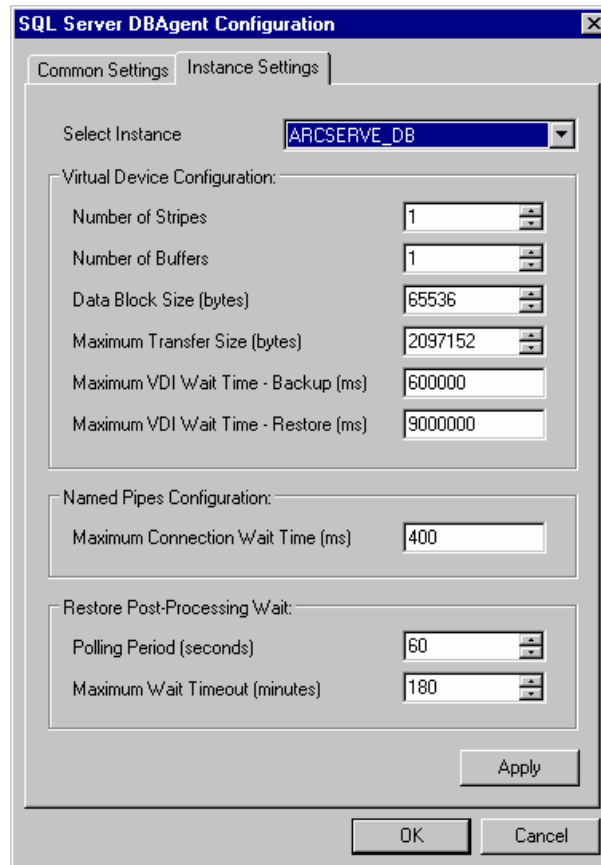 SQL Server DBAgent Configuration
Common Settings Instance Settings
Select Instance ARCSERVE_DB
Virtual Device Configuration:
Number of Stripes 1
Number of Buffers 1
Data Block Size (bytes) 65536
Maximum Transfer Size (bytes) 2097152
Maximum VDI Wait Time - Backup (ms) 600000
Maximum VDI Wait Time - Restore (ms) 9000000
Named Pipes Configuration:
Maximum Connection Wait Time (ms) 400
Restore Post-Processing Wait:
Polling Period (seconds) 60
Maximum Wait Timeout (minutes) 180
Apply
OK Cancel